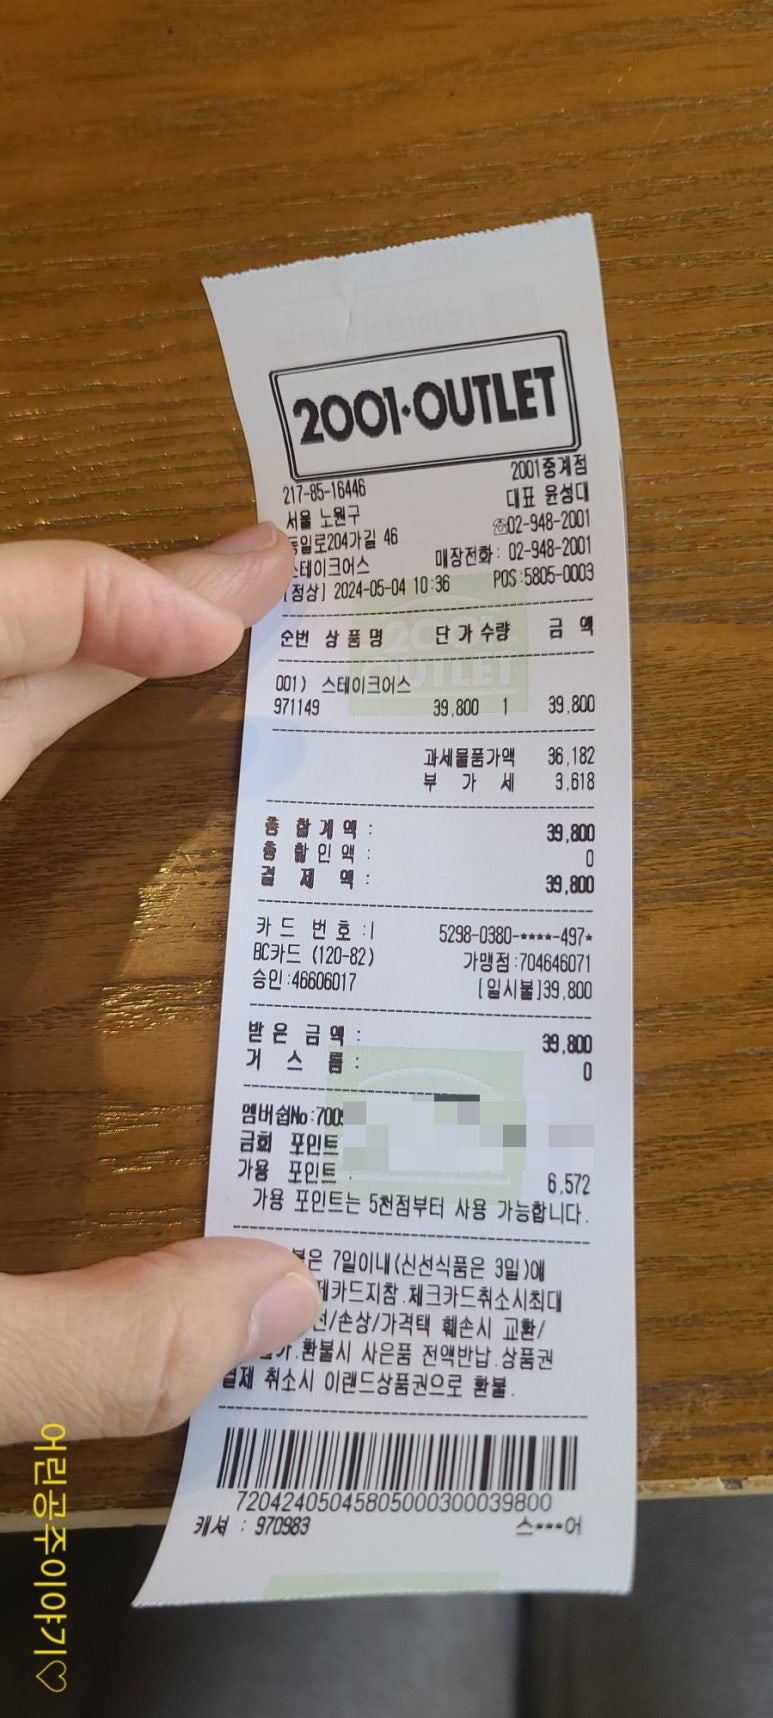 2001·OUTLET
2001중계점
217-85-16446 대표 윤성대
서울 노원구 ☏02-948-2001
동일로204가길 46 매장전화: 02-948-2001
스테이크어스
[정상] 2024-05-04 10:36 POS:5805-0003
순번 상품명 단가 수량 금액
001) 스테이크어스
971149 39,800 1 39,800
과세물품가액 36,182
부 가 세 3,618
총 합 계 액 : 39,800
총 할 인 액 : 0
결 제 액 : 39,800
카 드 번 호 :| 5298-0380-****-497*
BC카드 (120-82) 가맹점:704646071
승인:46606017 [일시불]39,800
받 은 금 액 : 39,800
거 스 름 : 0
멤버쉽No:700
금회 포인트
가용 포인트 : 6,572
가용 포인트는 5천점부터 사용 가능합니다.
불은 7일이내(신선식품은 3일)에
제카드지참.체크카드취소시최대
선/손상/가격택 훼손시 교환/
가.환불시 사은품 전액반납.상품권
결제 취소시 이랜드상품권으로 환불.
72042405045805000300039800
캐셔 : 970983 스***어
어린공주이야기♡